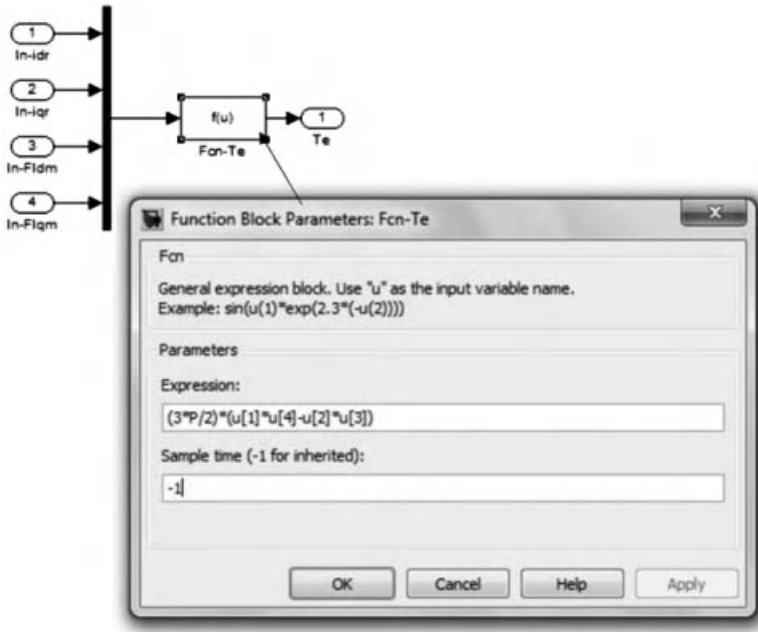 1
In-idr
2
In-iqr
3
In-Fldm
4
In-Flqm
f(u)
Fcn-Te
1
Te
Function Block Parameters: Fcn-Te
X
Fcn
General expression block. Use "u" as the input variable name.
Example: sin(u(1)*exp(2.3*(-u(2))))
Parameters
Expression:
(3*P/2)*(u[1]*u[4]-u[2]*u[3])
Sample time (-1 for inherited):
-1
OK Cancel Help Apply